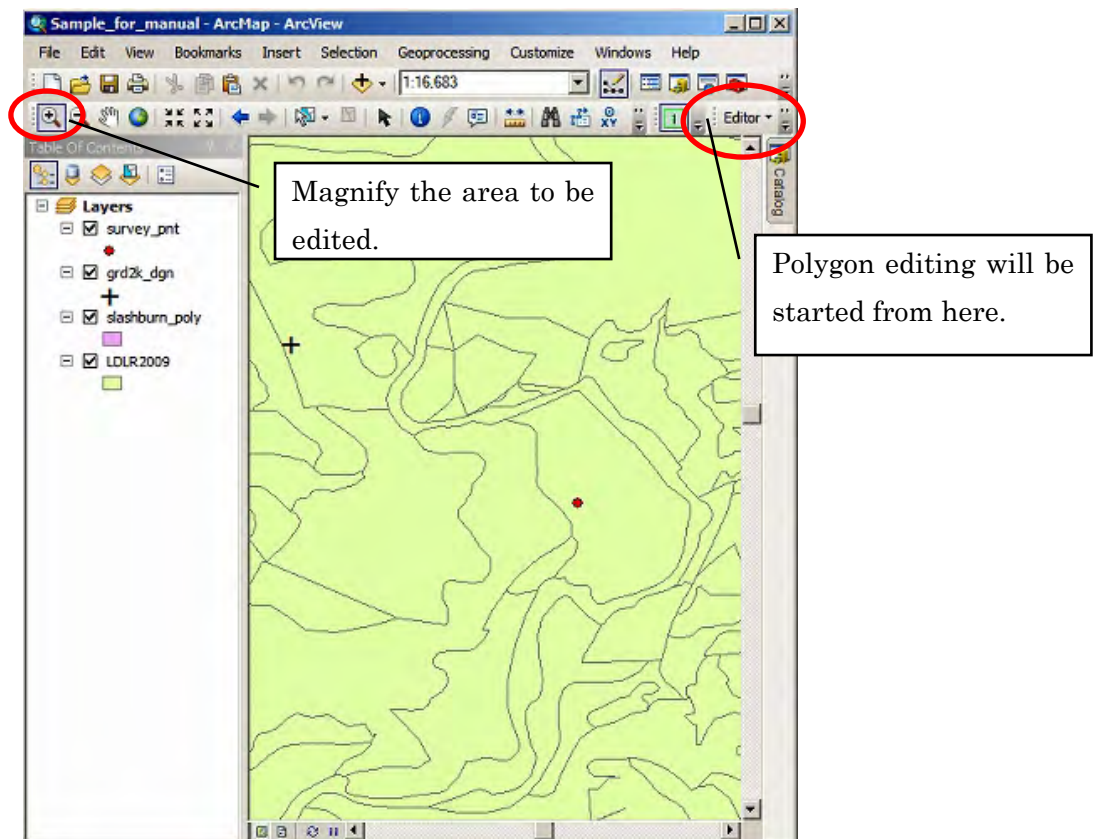 Sample_for_manual - ArcMap - ArcView
File Edit View Bookmarks Insert Selection Geoprocessing Customize Windows Help
1:16,683
XY
1
Editor
Table Of Contents
Catalog
Layers
survey_pnt
grd2k_dgn
slashburn_poly
LDLR2009
Magnify the area to be
edited.
Polygon editing will be
started from here.